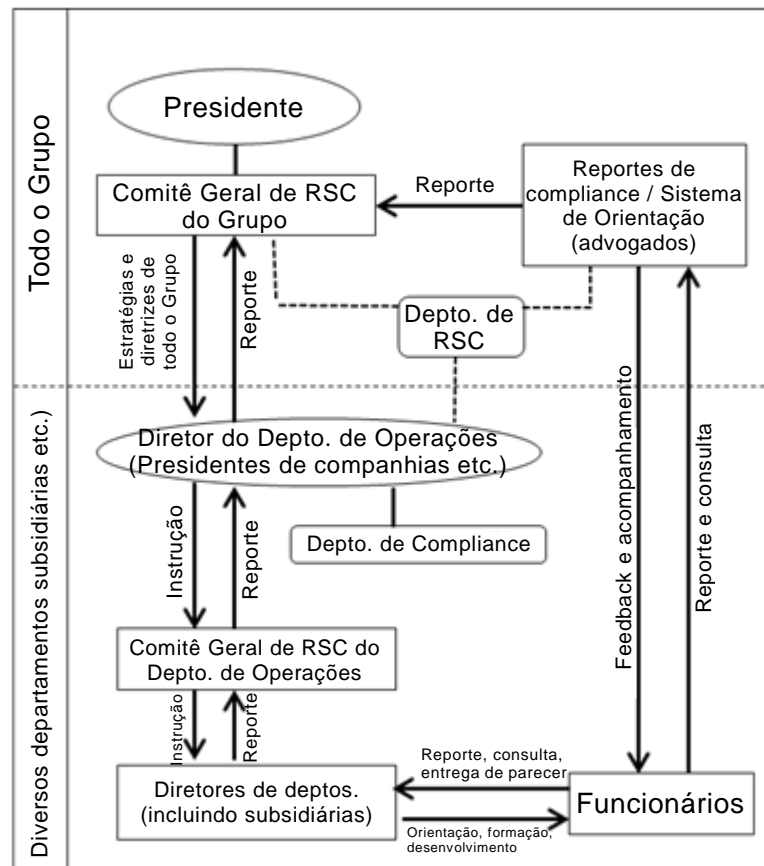 Todo o Grupo
Presidente
Comitê Geral de RSC
do Grupo
Reporte
Reportes de
compliance / Sistema
de Orientação
(advogados)
Estratégias e
diretrizes de
todo o Grupo
Reporte
Depto. de
RSC
Diversos departamentos subsidiárias etc.)
Diretor do Depto. de Operações
(Presidentes de companhias etc.)
Depto. de Compliance
Instrução
Reporte
Feedback e acompanhamento
Reporte e consulta
Comitê Geral de RSC do
Depto. de Operações
Instrução
Reporte
Diretores de deptos.
(incluindo subsidiárias)
Reporte, consulta,
entrega de parecer
Orientação, formação,
desenvolvimento
Funcionários